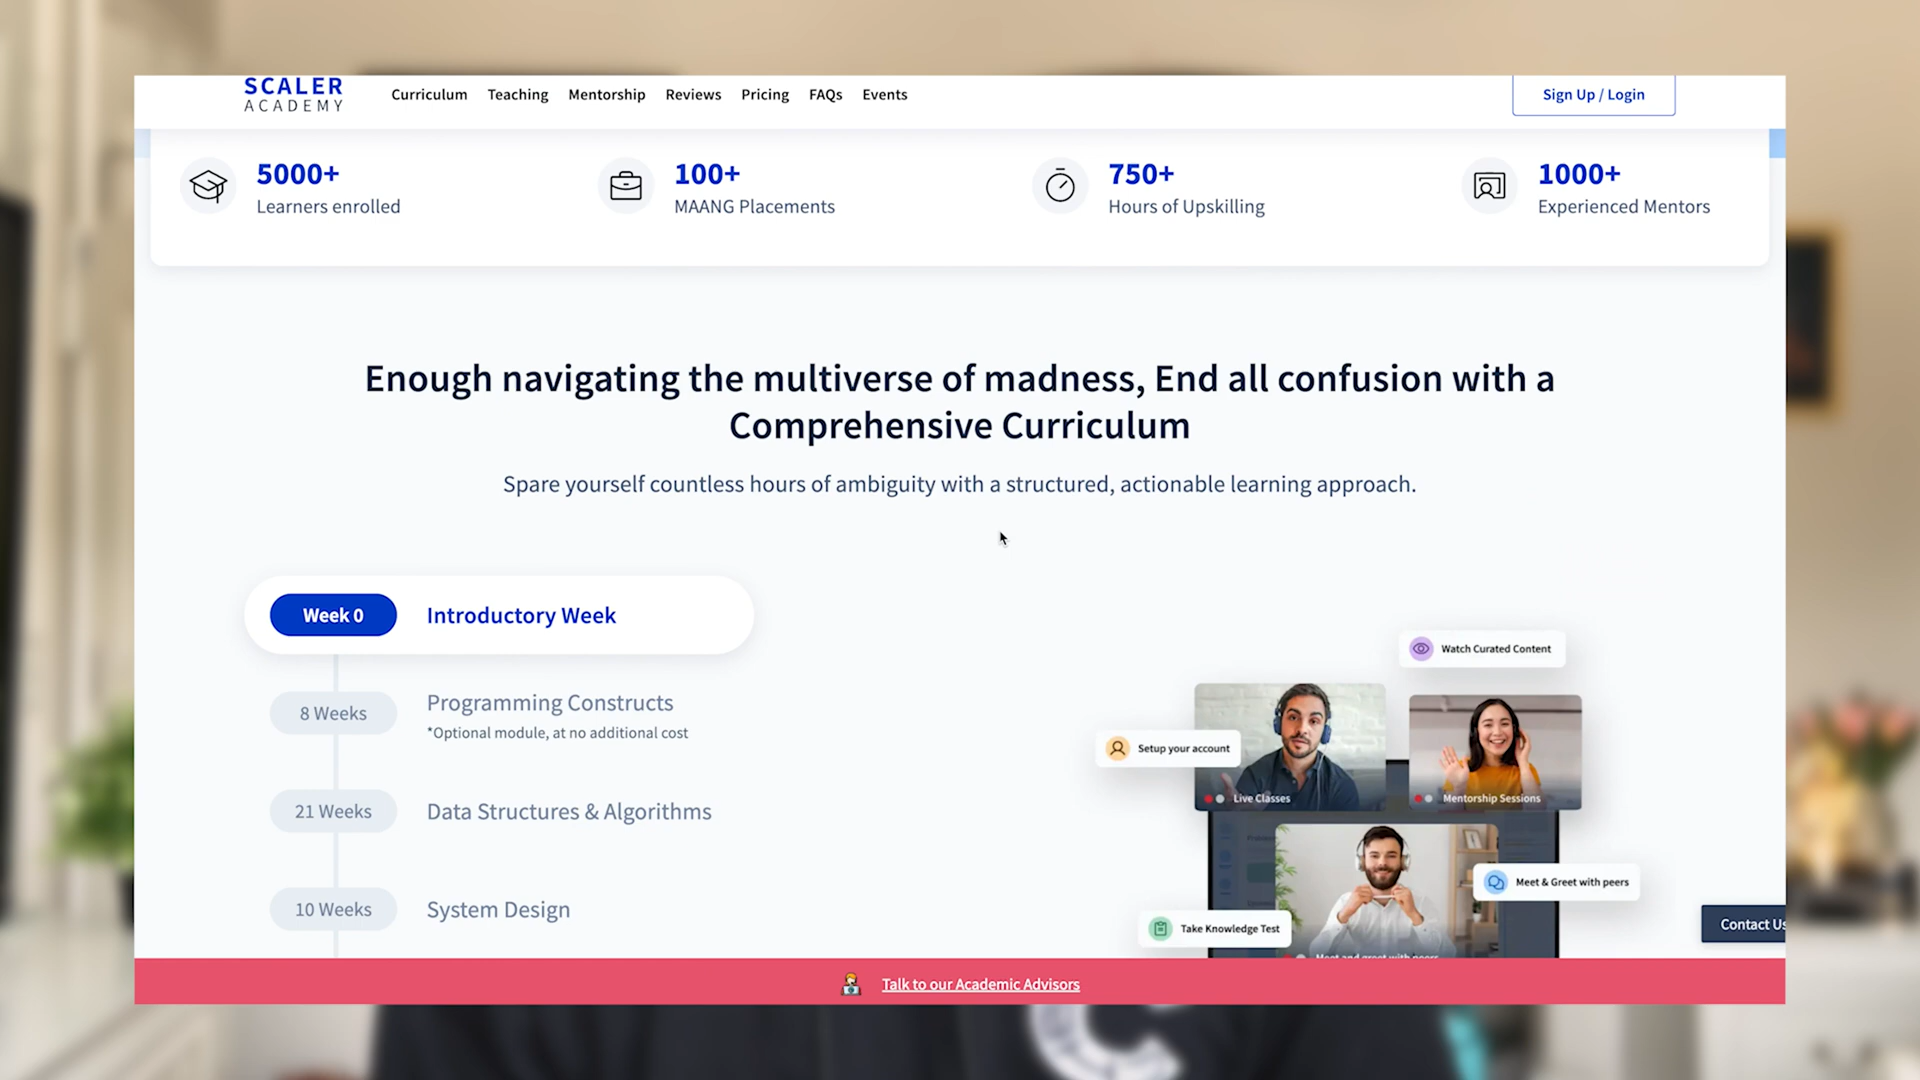 SCALER
ACADEMY
Curriculum Teaching Mentorship Reviews Pricing FAQs Events
Sign Up / Login
5000+
Learners enrolled
100+
MAANG Placements
750+
Hours of Upskilling
1000+
Experienced Mentors
Enough navigating the multiverse of madness, End all confusion with a
Comprehensive Curriculum
Spare yourself countless hours of ambiguity with a structured, actionable learning approach.
Week 0 Introductory Week
8 Weeks Programming Constructs
*Optional module, at no additional cost
21 Weeks Data Structures & Algorithms
10 Weeks System Design
Watch Curated Content
Setup your account
Live Classes
Mentorship Sessions
Meet & Greet with peers
Take Knowledge Test
Meet and greet with peers
Contact Us
Talk to our Academic Advisors